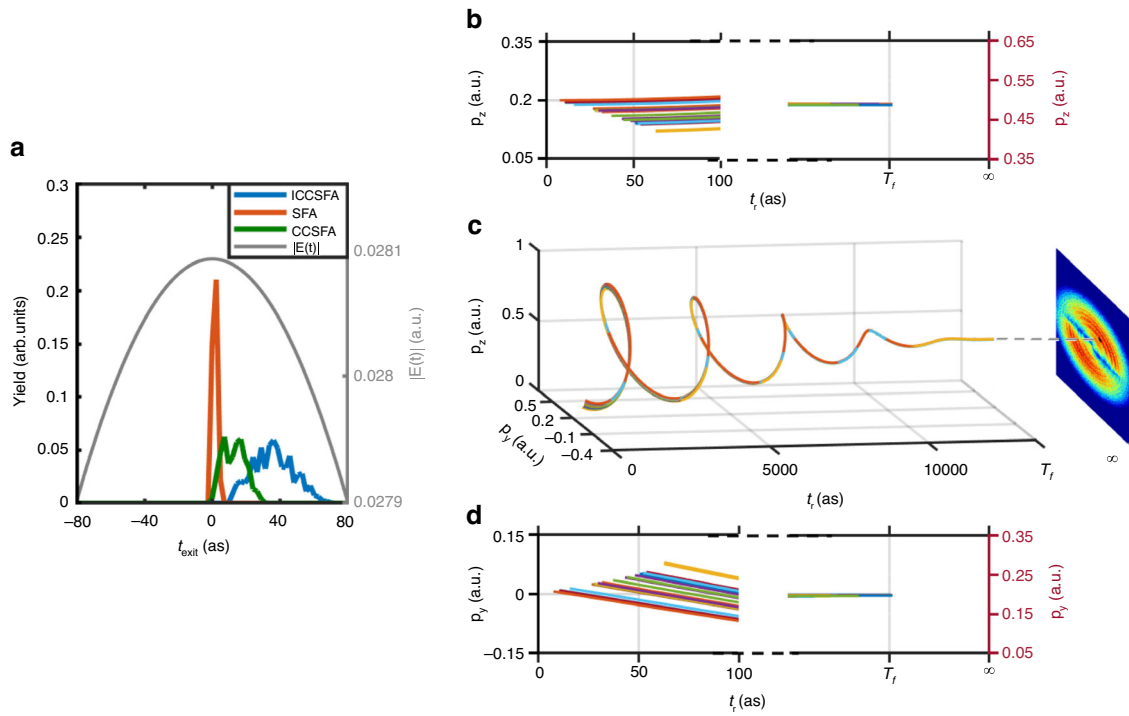 a
0.3
0.25
0.2
0.15
0.1
0.05
0
Yield (arb.units)
ICCSFA
SFA
CCSFA
|E(t)|
0.0281
0.028
0.0279
|E(t)| (a.u.)
−80
−40
0
40
80
t_exit (as)
b
0.35
0.2
0.05
p_z (a.u.)
0
50
100
T_f
∞
t_r (as)
0.65
0.55
0.45
0.35
p_z (a.u.)
c
1
0.5
0
p_z (a.u.)
0.5
0.2
−0.1
−0.4
p_y (a.u.)
0
5000
10000
T_f
∞
t_r (as)
d
0.15
0
−0.15
p_y (a.u.)
0
50
100
T_f
∞
t_r (as)
0.35
0.25
0.15
0.05
p_y (a.u.)